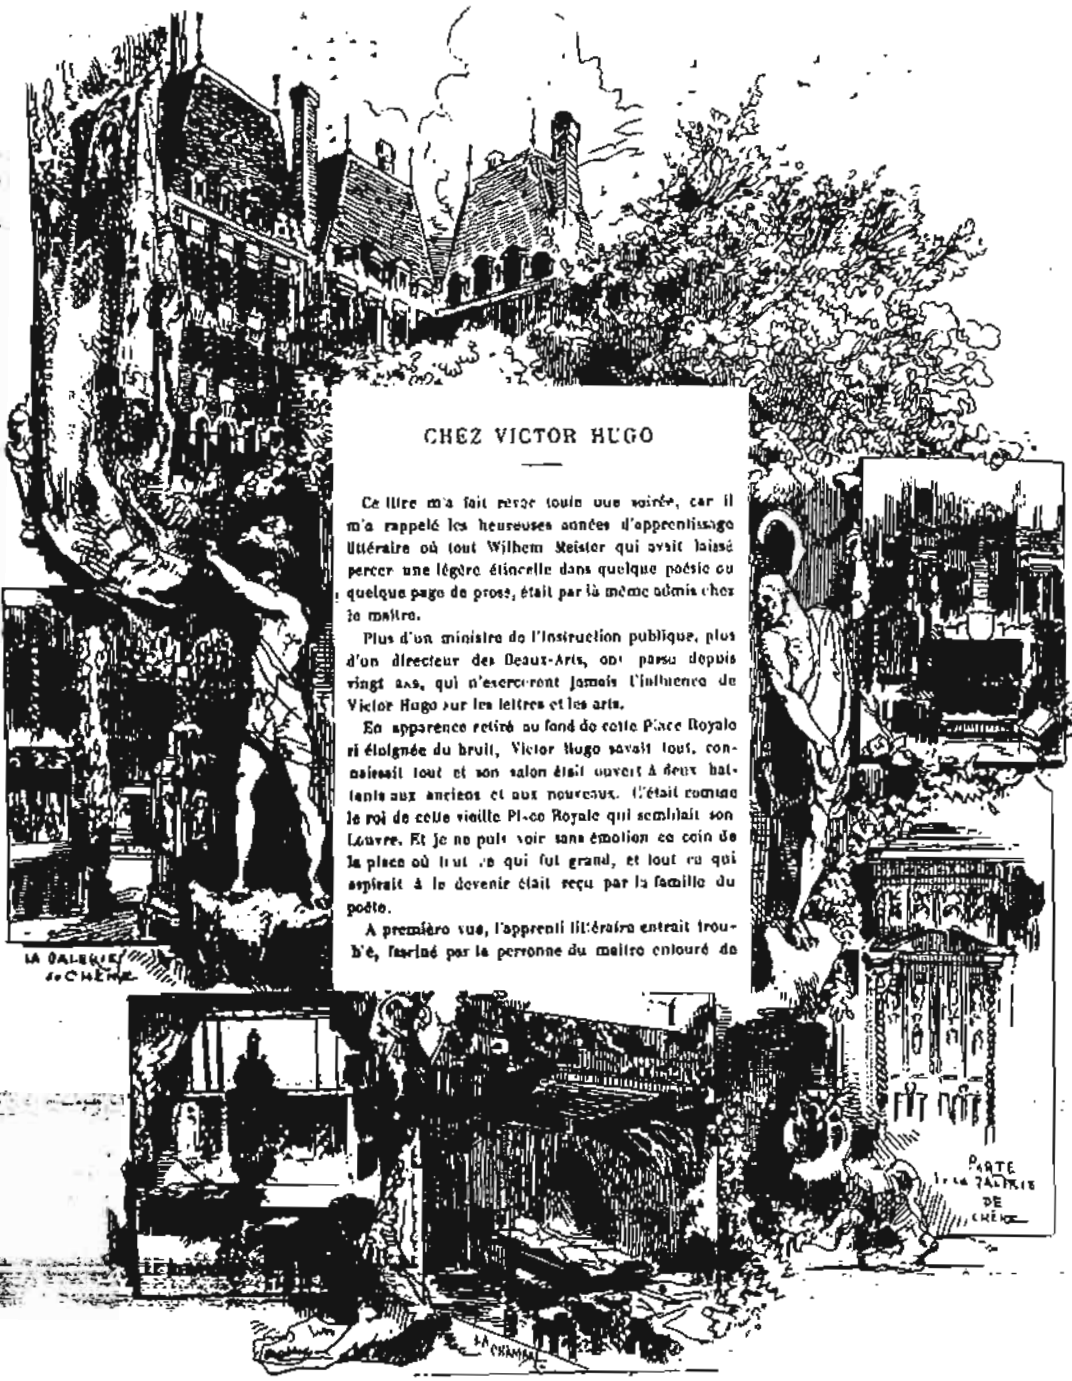 CHEZ VICTOR HUGO
Ce titre m'a fait rêver toute une soirée, car il
m'a rappelé les heureuses années d'apprentissage
littéraire où tout Wilhem Meister qui avait laissé
percer une légère étincelle dans quelque poésie ou
quelque page de prose, était par là même admis chez
le maître.
Plus d'un ministre de l'Instruction publique, plus
d'un directeur des Beaux-Arts, ont passé depuis
vingt ans, qui n'exerceront jamais l'influence de
Victor Hugo sur les lettres et les arts.
En apparence retiré au fond de cette Place Royale
si éloignée du bruit, Victor Hugo savait tout, con-
naissait tout et son salon était ouvert à deux bat-
tants aux anciens et aux nouveaux. C'était comme
le roi de cette vieille Place Royale qui semblait son
Louvre. Et je ne puis voir sans émotion ce coin de
la place où tout ce qui fut grand, et tout ce qui
aspirait à le devenir était reçu par la famille du
poète.
A première vue, l'apprenti littéraire entrait trou-
blé, fasciné par la personne du maître entouré de
LA GALERIE
DE CHÊNE
PORTE
DE LA GALERIE
DE
CHÊNE
LA CHAMBRE